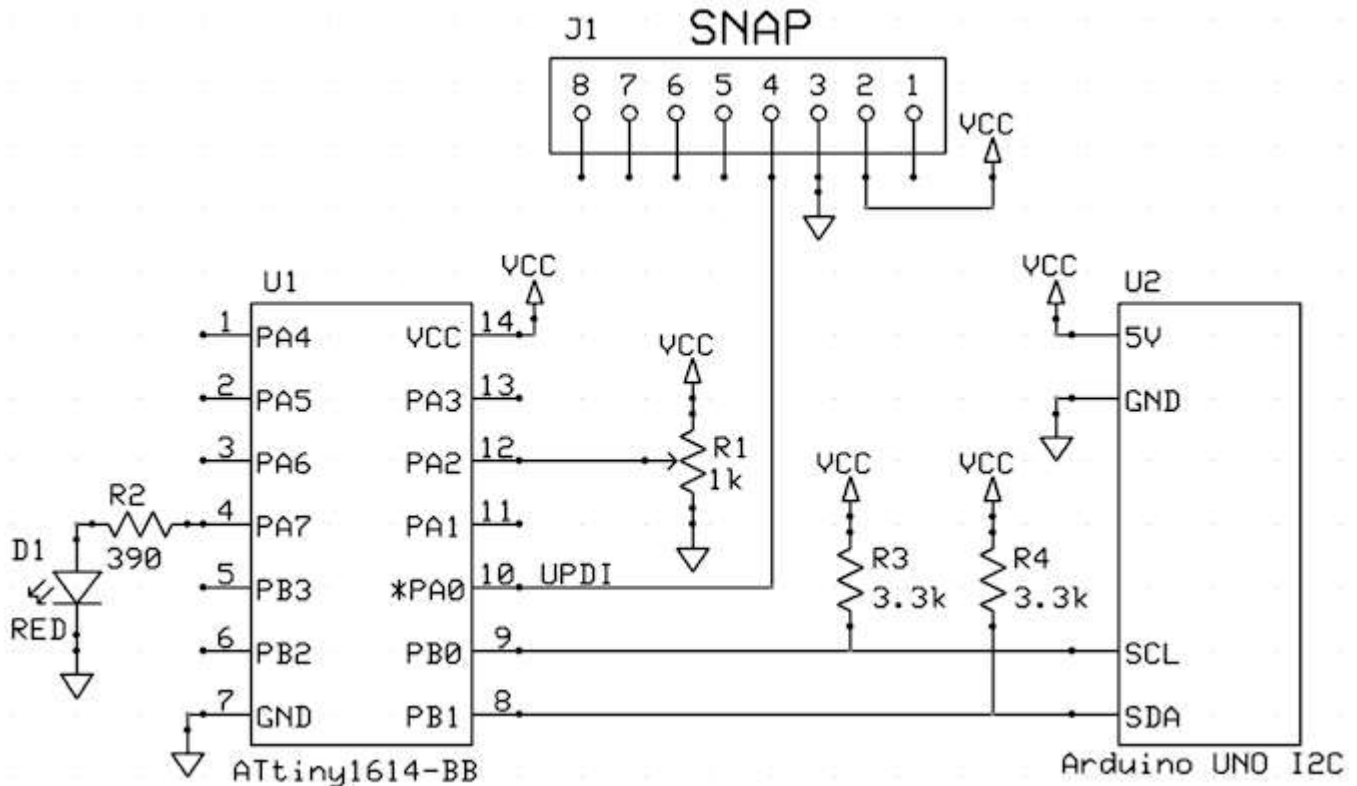 J1 SNAP
8 7 6 5 4 3 2 1
VCC
U1
VCC
VCC
U2
1 PA4 VCC 14
5V
VCC
2 PA5 PA3 13
GND
3 PA6 PA2 12
R1
1k
VCC
VCC
R2
4 PA7 PA1 11
D1
390
R3
R4
5 PB3 *PA0 10 UPDI
3.3k
3.3k
RED
6 PB2 PB0 9
SCL
7 GND PB1 8
SDA
ATtiny1614-BB
Arduino UNO I2C